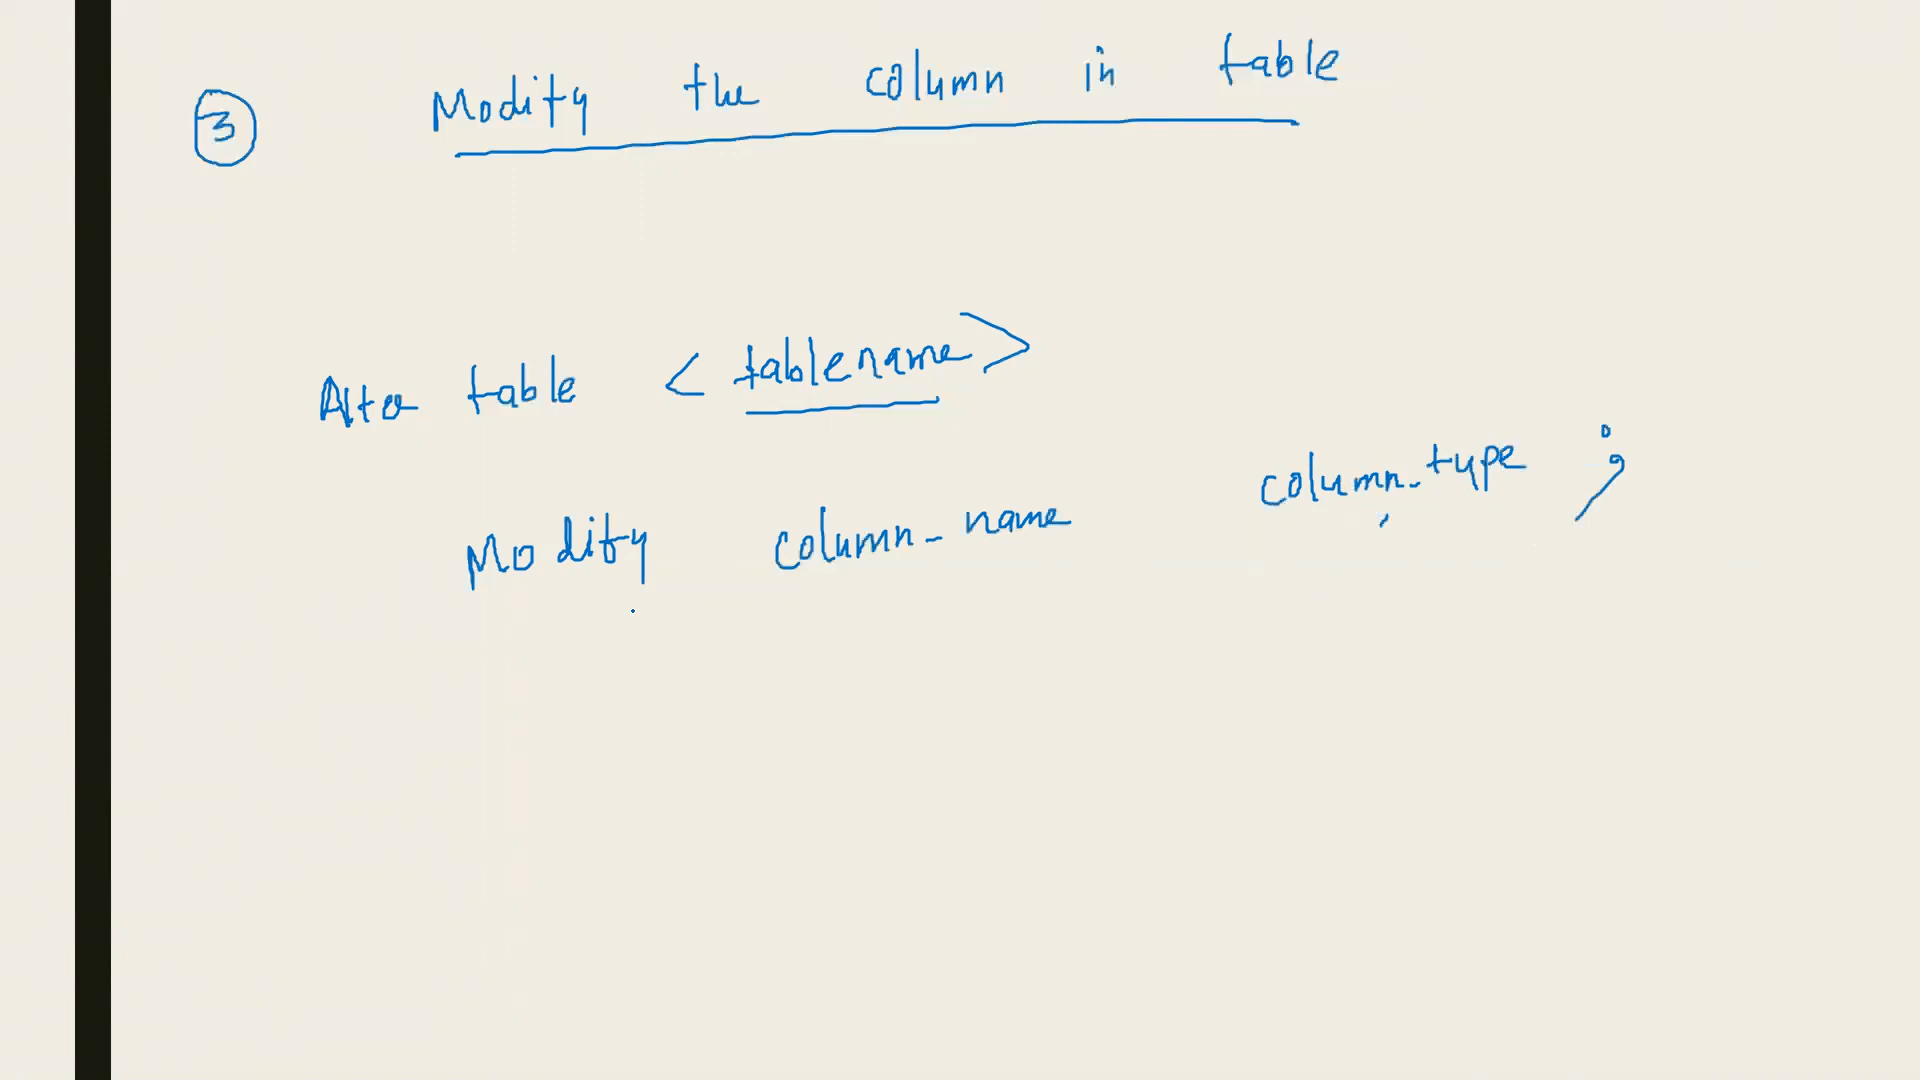 3 Modify the column in table
Alter table < tablename >
Modify column_name column_type ;